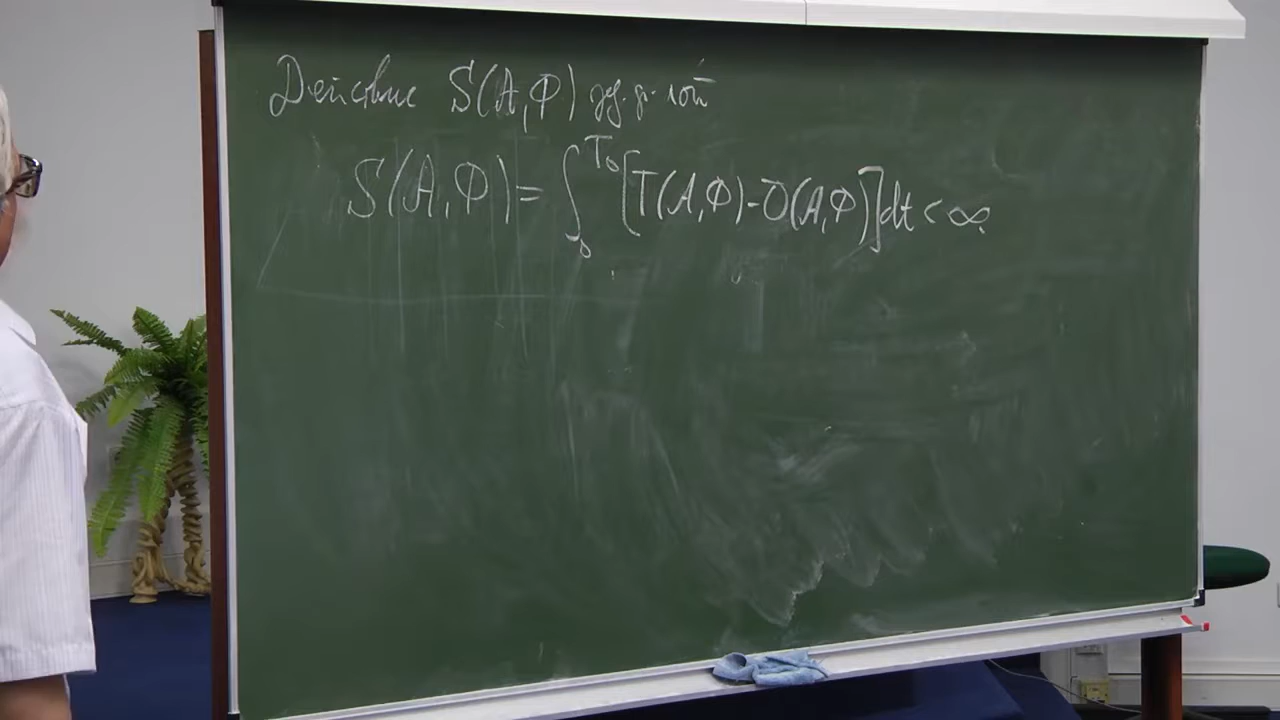 Действие S(A,Φ)
S(A,Φ) = ∫₀^{T₀} [T(A,Φ) - U(A,Φ)] dt < ∞.